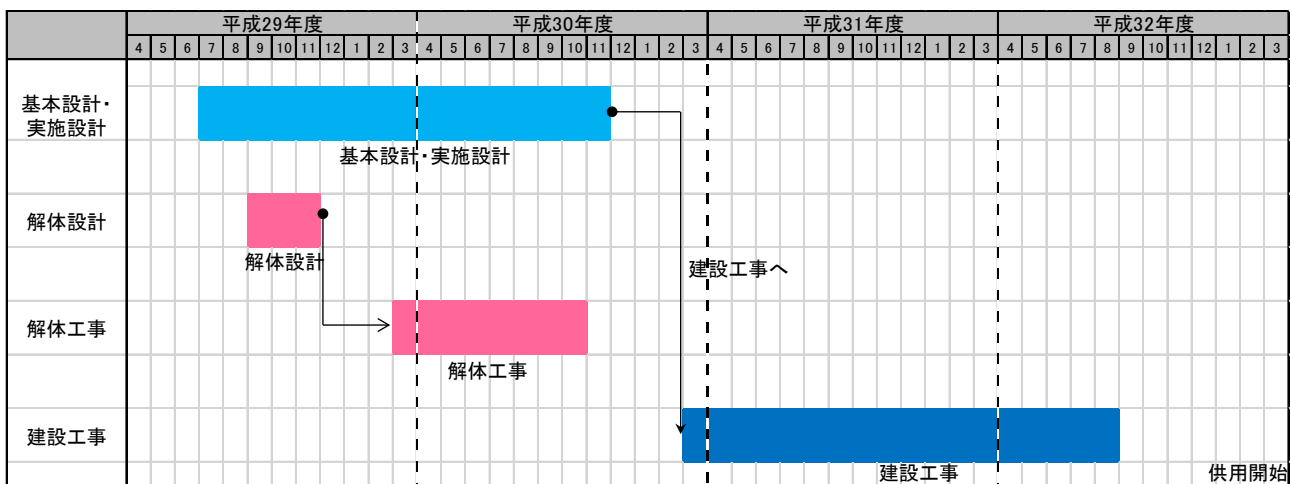 平成29年度 平成30年度 平成31年度 平成32年度
4 5 6 7 8 9 10 11 12 1 2 3 4 5 6 7 8 9 10 11 12 1 2 3 4 5 6 7 8 9 10 11 12 1 2 3 4 5 6 7 8 9 10 11 12 1 2 3
基本設計・
実施設計
基本設計・実施設計
解体設計
解体設計
建設工事へ
解体工事
解体工事
建設工事
建設工事 供用開始